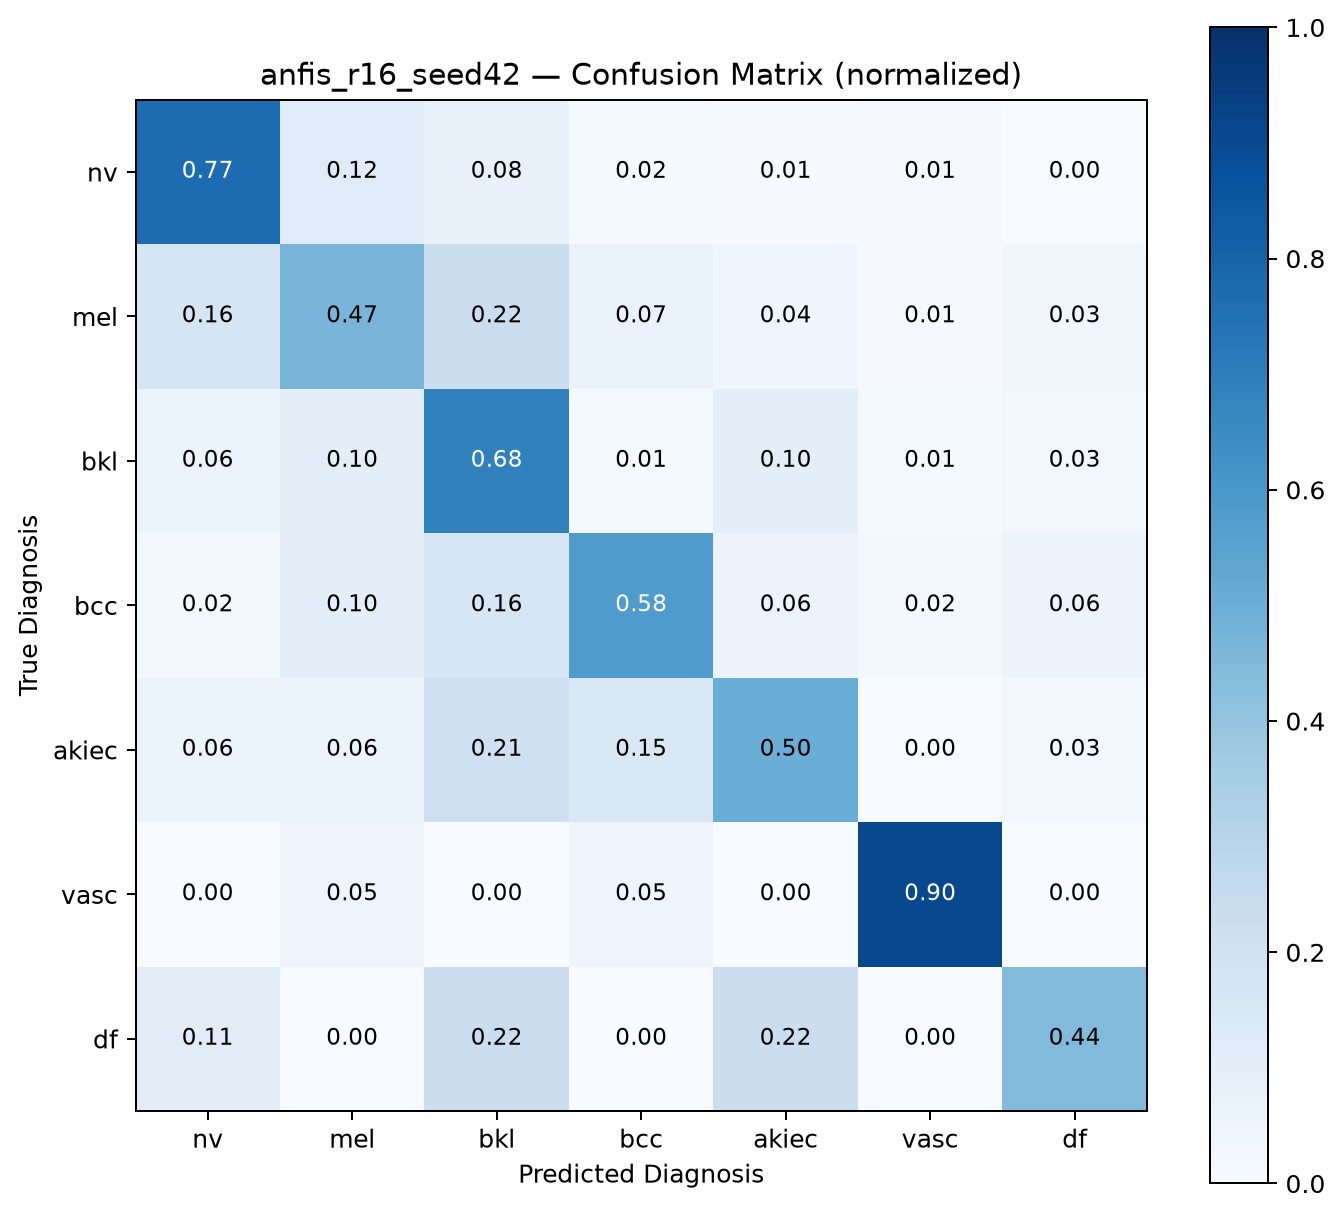 anfis_r16_seed42 — Confusion Matrix (normalized)
nv 0.77 0.12 0.08 0.02 0.01 0.01 0.00
mel 0.16 0.47 0.22 0.07 0.04 0.01 0.03
bkl 0.06 0.10 0.68 0.01 0.10 0.01 0.03
bcc 0.02 0.10 0.16 0.58 0.06 0.02 0.06
akiec 0.06 0.06 0.21 0.15 0.50 0.00 0.03
vasc 0.00 0.05 0.00 0.05 0.00 0.90 0.00
df 0.11 0.00 0.22 0.00 0.22 0.00 0.44
nv mel bkl bcc akiec vasc df
Predicted Diagnosis
True Diagnosis
1.0
0.8
0.6
0.4
0.2
0.0